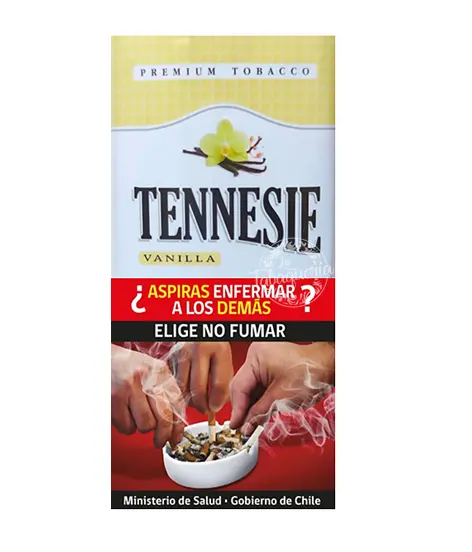 PREMIUM TOBACCO
TENNESIE
VANILLA
¿ASPIRAS ENFERMAR
A LOS DEMÁS?
ELIGE NO FUMAR
Ministerio de Salud • Gobierno de Chile